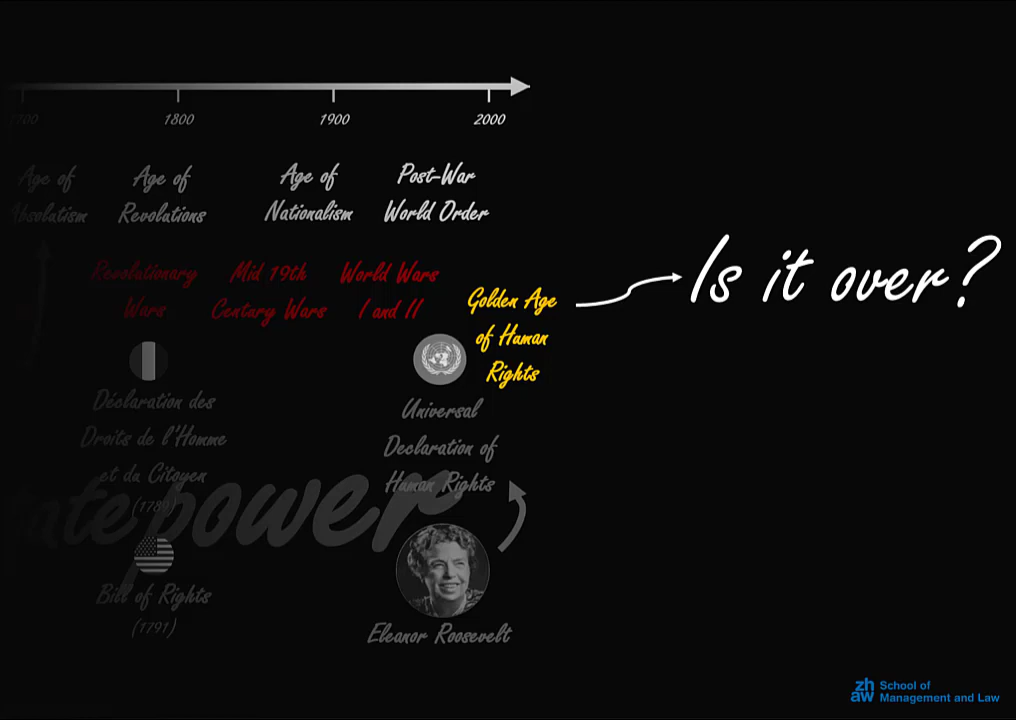 1800
1900
2000
Age of
Absolutism
Age of
Revolutions
Age of
Nationalism
Post-War
World Order
Revolutionary
Wars
Mid 19th
Century Wars
World Wars
I and II
Golden Age
of Human
Rights
Is it over?
Déclaration des
Droits de l'Homme
et du Citoyen
(1789)
Universal
Declaration of
Human Rights
power
Bill of Rights
(1791)
Eleanor Roosevelt
zh
aw
School of
Management and Law